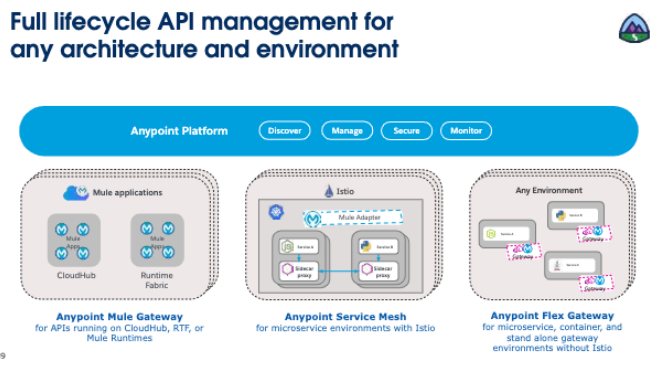 Full lifecycle API management for
any architecture and environment
Anypoint Platform
Discover
Manage
Secure
Monitor
Mule applications
Mule
Apps
Mule
Apps
CloudHub
Runtime
Fabric
Istio
Mule Adapter
Service A
Service B
Sidecar
proxy
Sidecar
proxy
Any Environment
Service B
Service A
Gateway
Gateway
Gateway
Anypoint Mule Gateway
for APIs running on CloudHub, RTF, or
Mule Runtimes
Anypoint Service Mesh
for microservice environments with Istio
Anypoint Flex Gateway
for microservice, container, and
stand alone gateway
environments without Istio
9